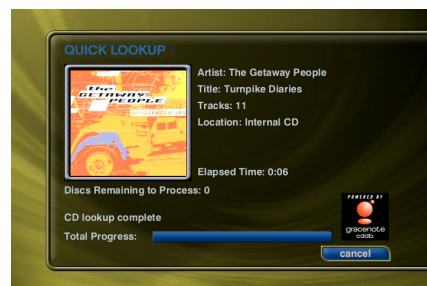 QUICK LOOKUP
the
GETAWAY
PEOPLE
turnpikediaries
Artist: The Getaway People
Title: Turnpike Diaries
Tracks: 11
Location: Internal CD
Elapsed Time: 0:06
Discs Remaining to Process: 0
CD lookup complete
Total Progress:
POWERED BY
gracenote
cddb.
cancel